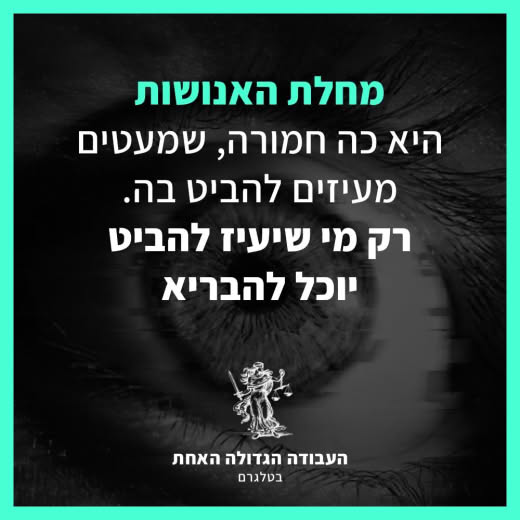 מחלת האנושות
היא כה חמורה, שמעטים
מעיזים להביט בה.
רק מי שיעיז להביט
יוכל להבריא
העבודה הגדולה האחת
בטלגרם